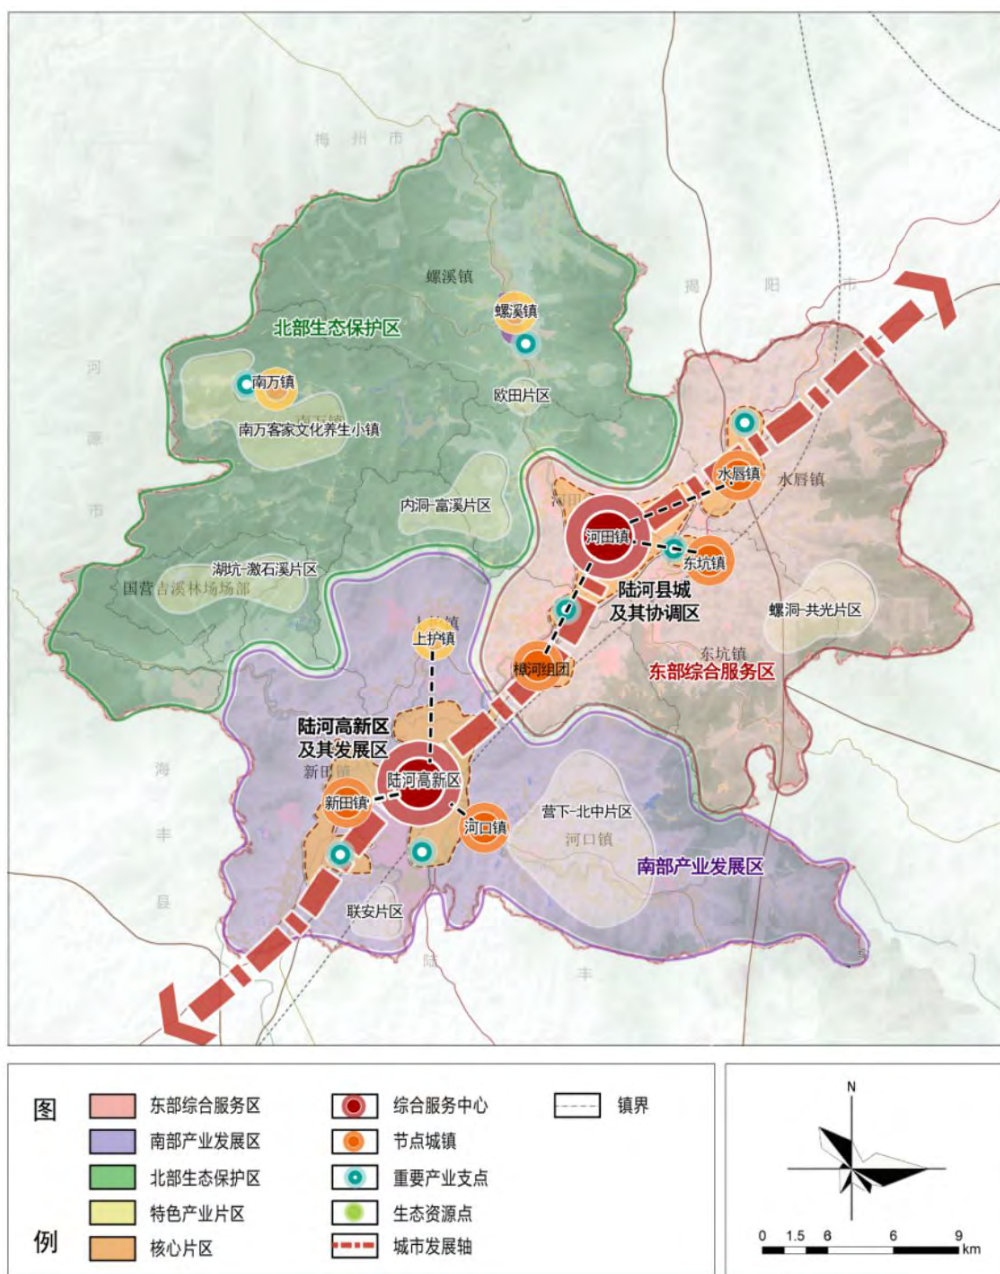 梅州市
揭阳市
螺溪镇
螺溪镇
北部生态保护区
河源市
南万镇
南万镇
南万客家文化养生小镇
欧田片区
水唇镇
水唇镇
内洞-富溪片区
河田
河田镇
东坑镇
湖坑-激石溪片区
国营吉溪林场场部
陆河县城
及其协调区
螺洞-共光片区
上护镇
东坑镇
东部综合服务区
陆河高新区
及其发展区
新田镇
陆河高新区
新田镇
河口镇
营下-北中片区
河口镇
南部产业发展区
海丰县
联安片区
陆丰
图例
东部综合服务区
南部产业发展区
北部生态保护区
特色产业片区
核心片区
综合服务中心
节点城镇
重要产业支点
生态资源点
城市发展轴
镇界
N
0 1.5 3 6 9
km